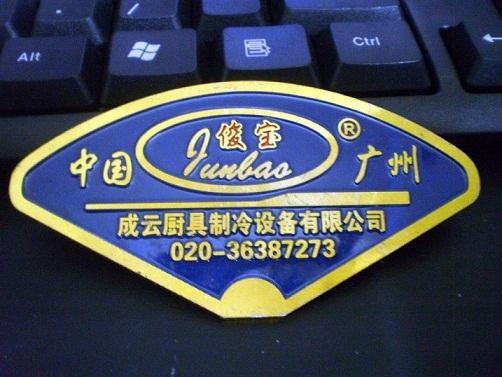 Alt
Ctrl
俊宝
®
中国
Junbao
广州
成云厨具制冷设备有限公司
020-36387273